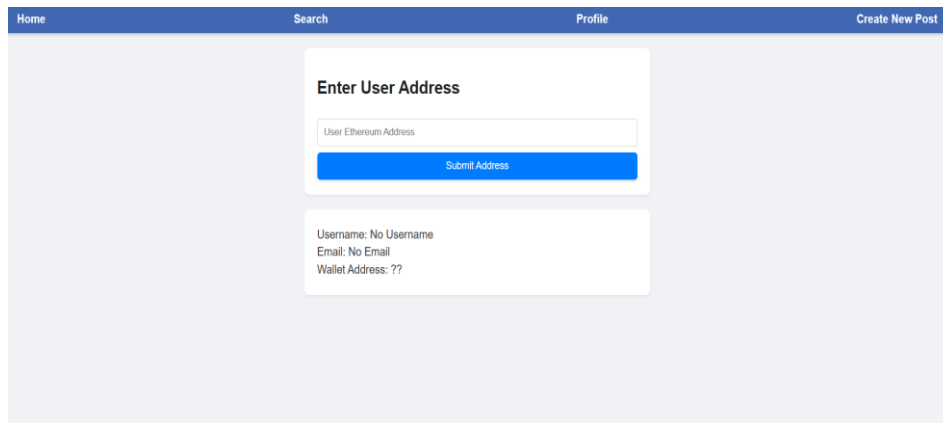 Home Search Profile Create New Post
Enter User Address
User Ethereum Address
Submit Address
Username: No Username
Email: No Email
Wallet Address: ??